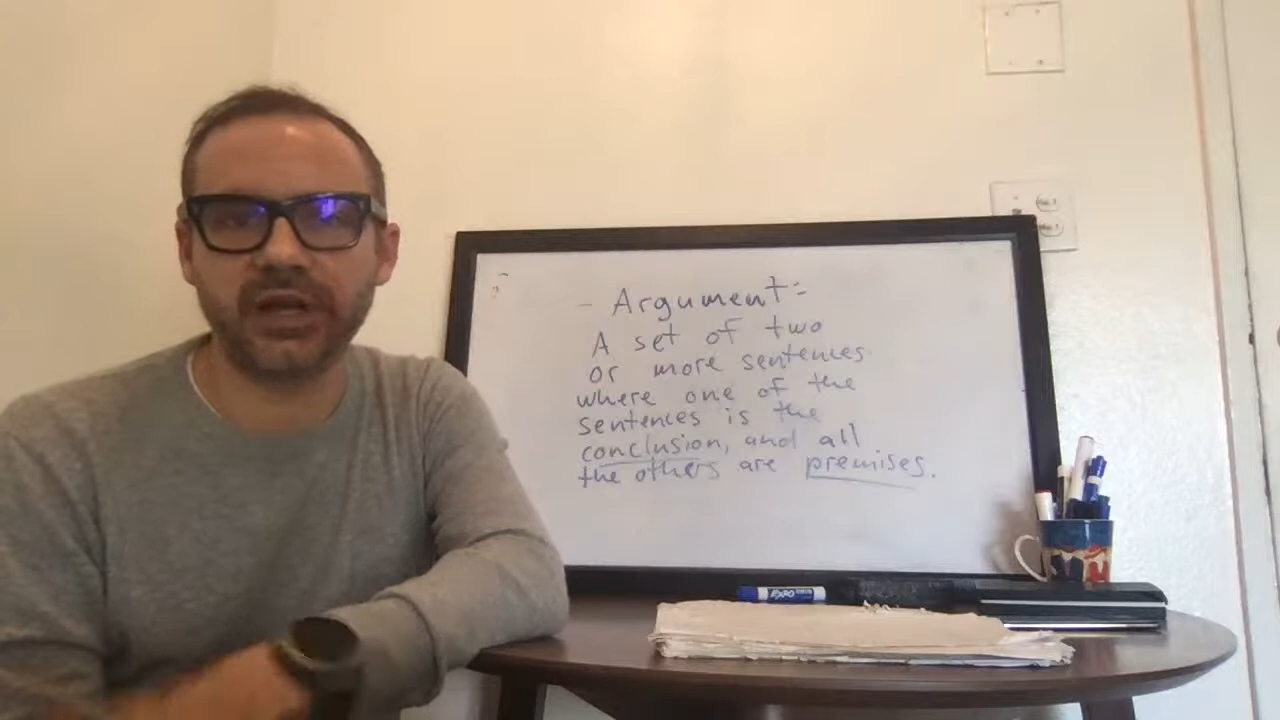 - Argument:
A set of two
or more sentences
where one of the
sentences is the
conclusion, and all
the others are premises.
EXPO